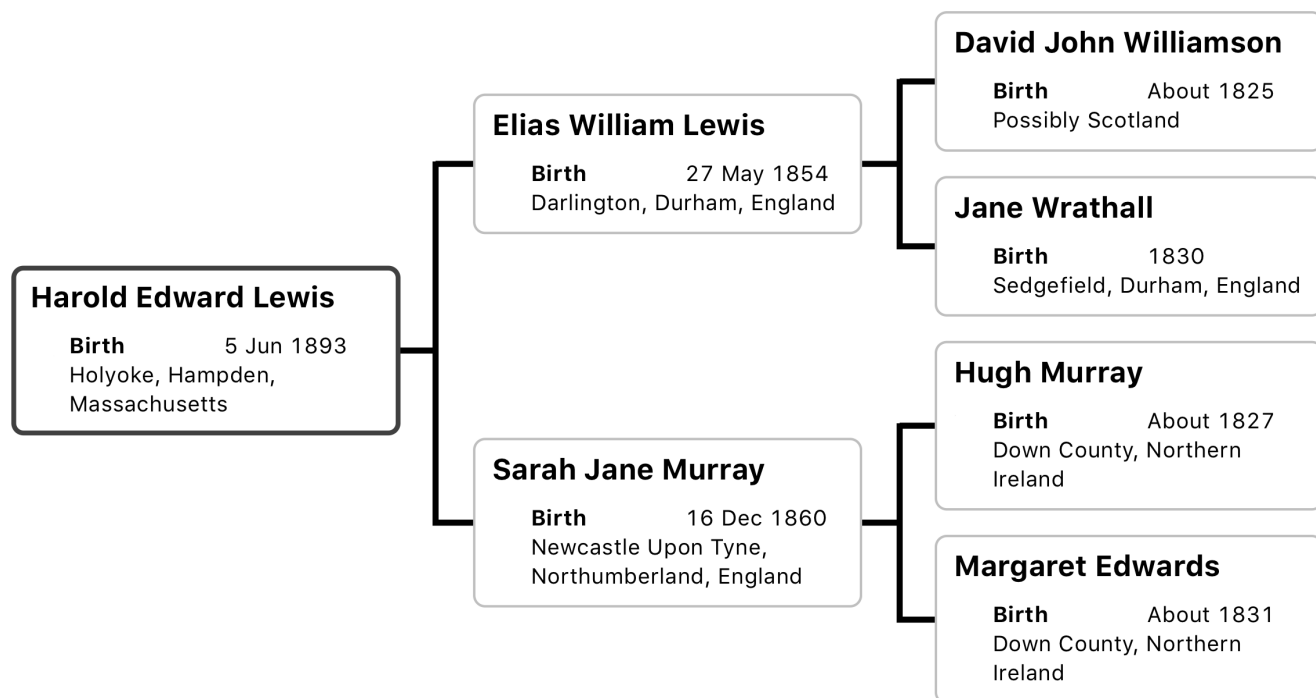 David John Williamson
Birth About 1825
Possibly Scotland
Elias William Lewis
Birth 27 May 1854
Darlington, Durham, England
Jane Wrathall
Birth 1830
Sedgefield, Durham, England
Harold Edward Lewis
Birth 5 Jun 1893
Holyoke, Hampden,
Massachusetts
Hugh Murray
Birth About 1827
Down County, Northern
Ireland
Sarah Jane Murray
Birth 16 Dec 1860
Newcastle Upon Tyne,
Northumberland, England
Margaret Edwards
Birth About 1831
Down County, Northern
Ireland